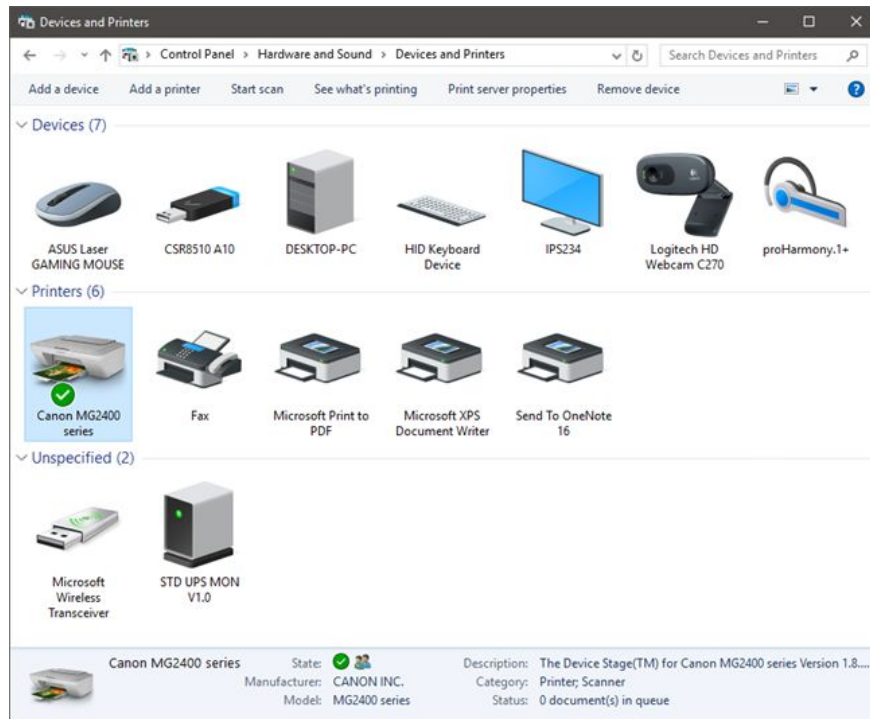 Devices and Printers
Control Panel > Hardware and Sound > Devices and Printers
Search Devices and Printers
Add a device Add a printer Start scan See what's printing Print server properties Remove device
Devices (7)
ASUS Laser
GAMING MOUSE
CSR8510 A10
DESKTOP-PC
HID Keyboard
Device
IPS234
Logitech HD
Webcam C270
proHarmony.1+
Printers (6)
Canon MG2400
series
Fax
Microsoft Print to
PDF
Microsoft XPS
Document Writer
Send To OneNote
16
Unspecified (2)
Microsoft
Wireless
Transceiver
STD UPS MON
V1.0
Canon MG2400 series
State:
Manufacturer: CANON INC.
Model: MG2400 series
Description: The Device Stage(TM) for Canon MG2400 series Version 1.8....
Category: Printer; Scanner
Status: 0 document(s) in queue